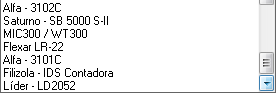 Alfa - 3102C
Saturno - SB 5000 S-II
MIC300 / WT300
Flexar LR-22
Alfa - 3101C
Filizola - IDS Contadora
Líder - LD2052